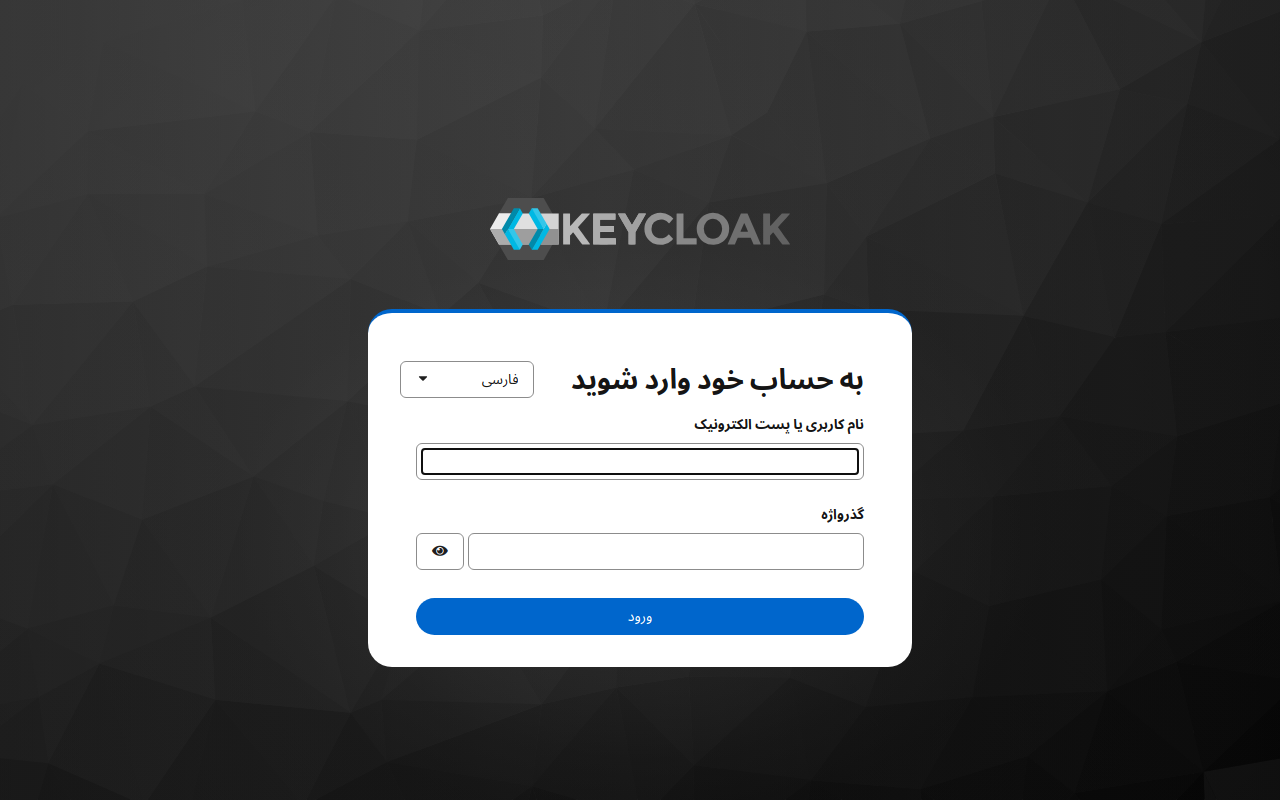 KEYCLOAK
به حساب خود وارد شوید
فارسی
نام کاربری یا پست الکترونیک
گذرواژه
ورود